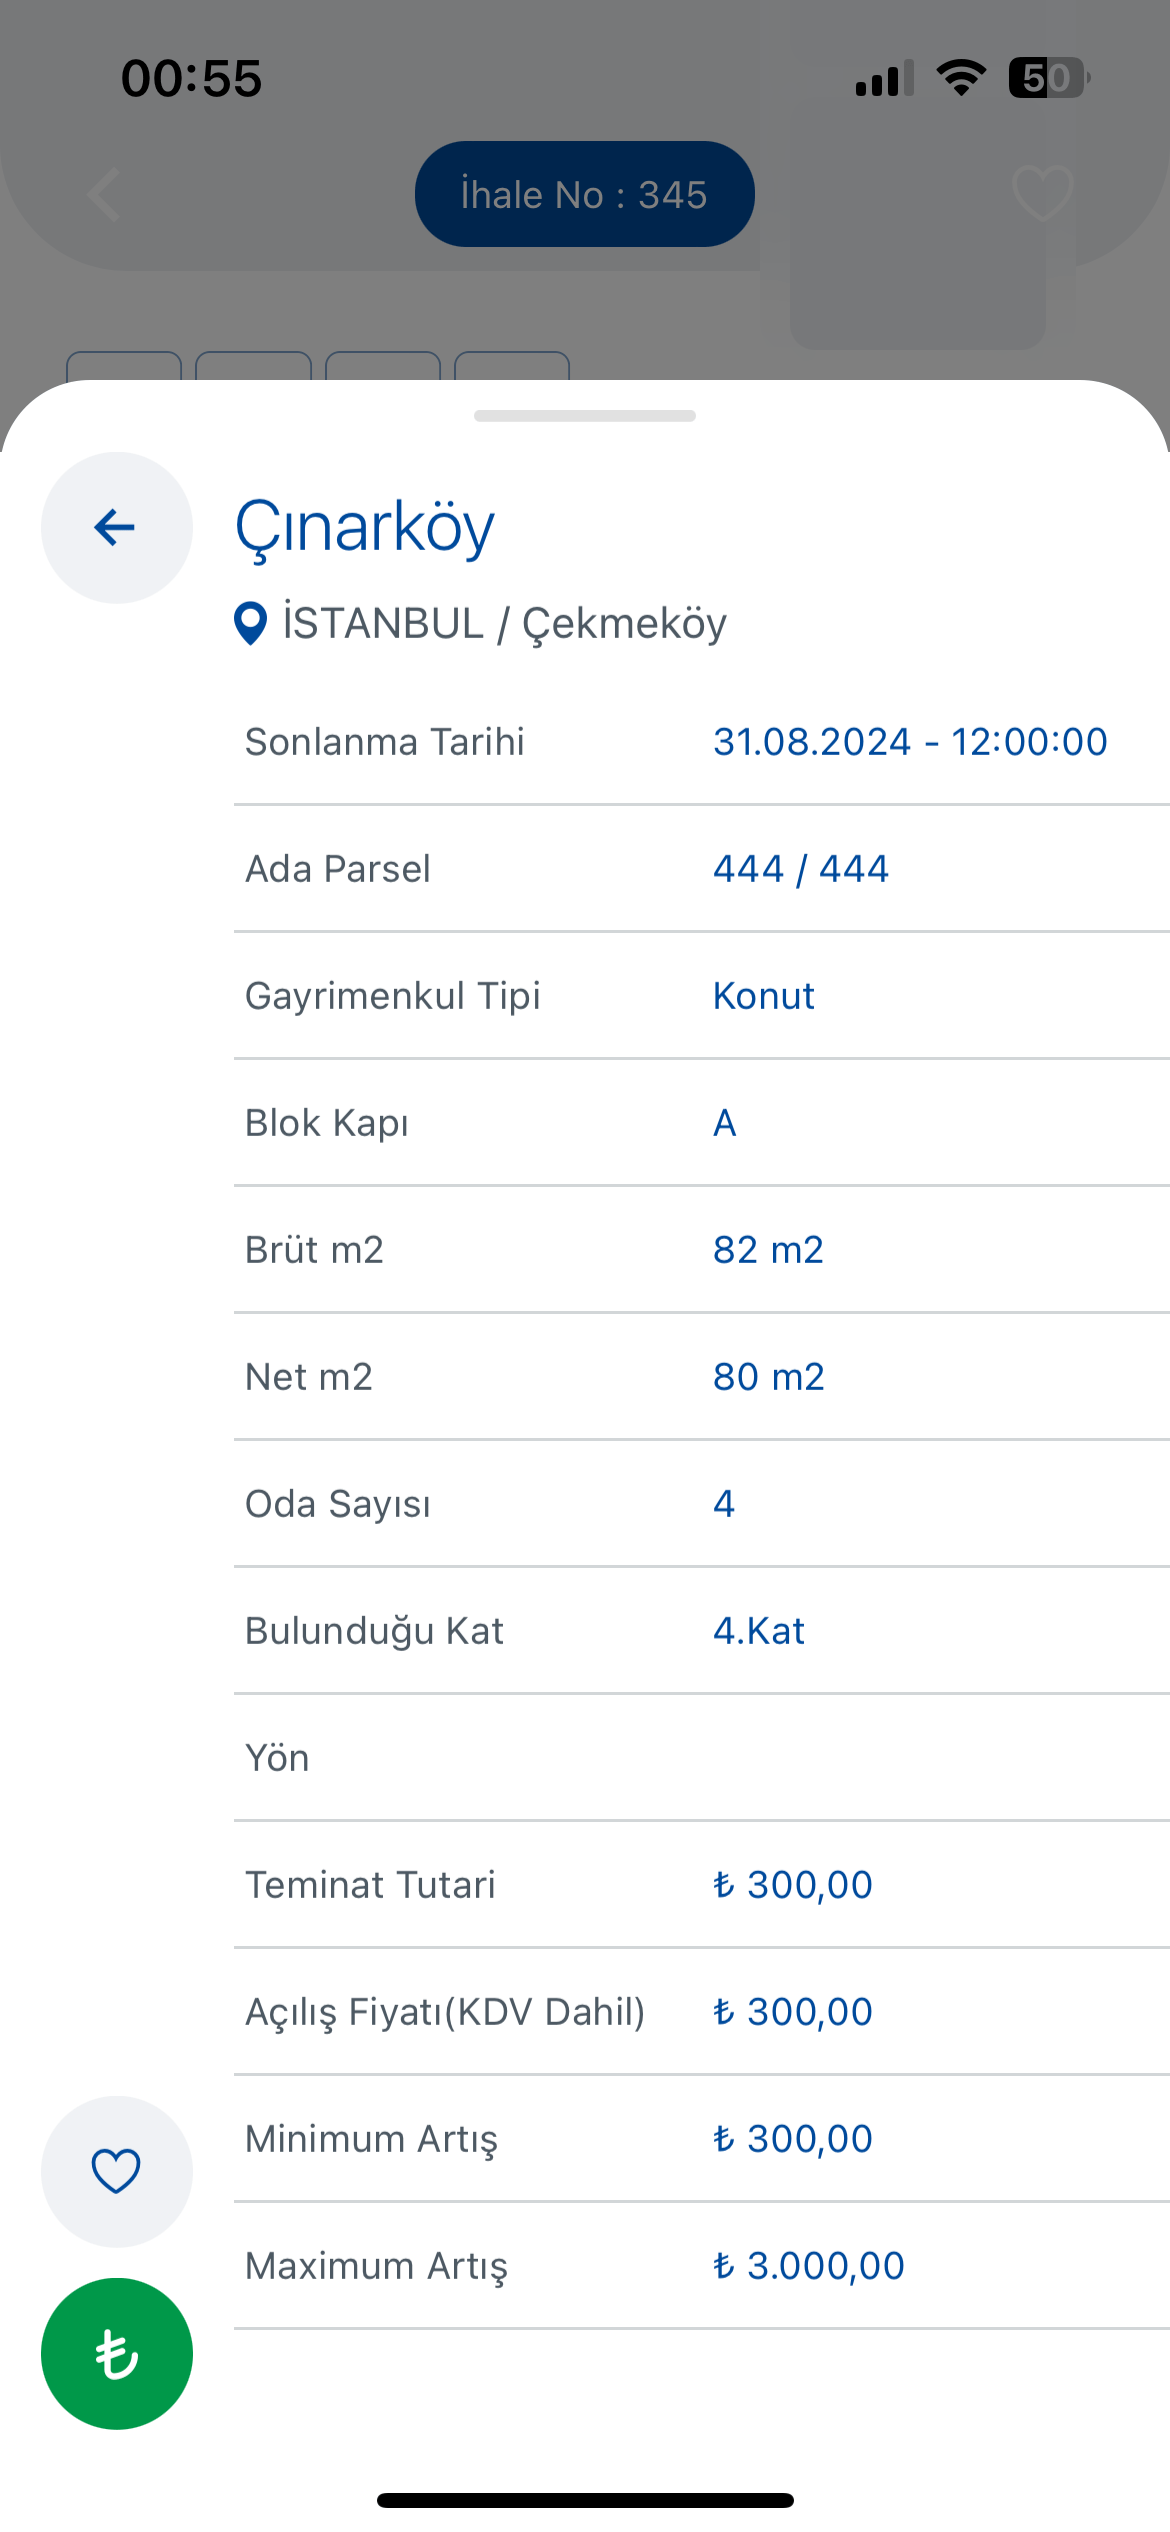 00:55
50
İhale No : 345
Çınarköy
İSTANBUL / Çekmeköy
Sonlanma Tarihi 31.08.2024 - 12:00:00
Ada Parsel 444 / 444
Gayrimenkul Tipi Konut
Blok Kapı A
Brüt m2 82 m2
Net m2 80 m2
Oda Sayısı 4
Bulunduğu Kat 4.Kat
Yön
Teminat Tutari ₺ 300,00
Açılış Fiyatı(KDV Dahil) ₺ 300,00
Minimum Artış ₺ 300,00
Maximum Artış ₺ 3.000,00
₺